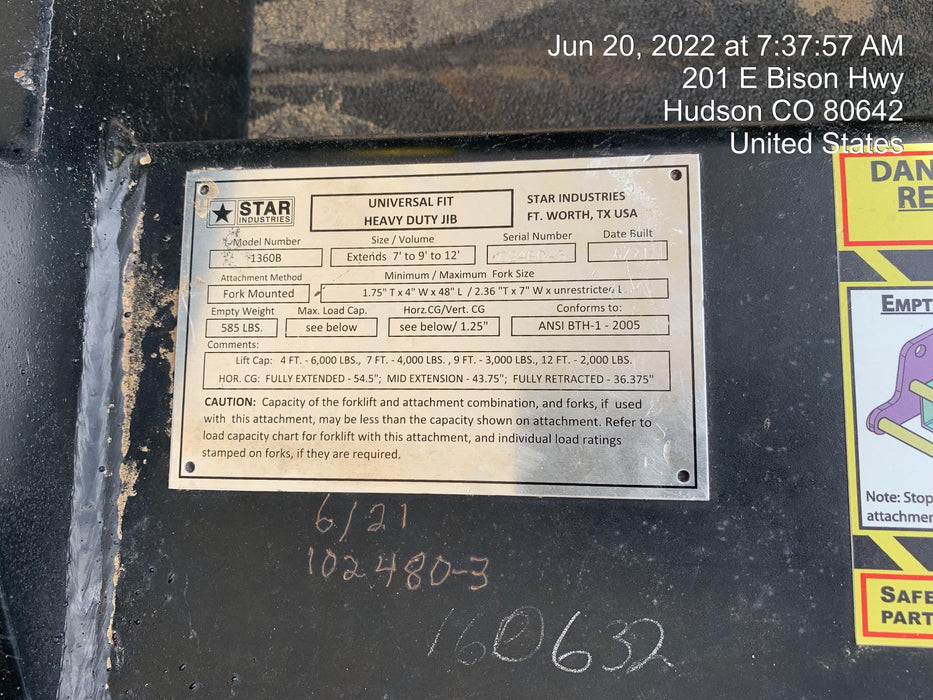 Jun 20, 2022 at 7:37:57 AM
201 E Bison Hwy
Hudson CO 80642
United States
STAR
INDUSTRIES
UNIVERSAL FIT
HEAVY DUTY JIB
STAR INDUSTRIES
FT. WORTH, TX USA
Model Number
Size / Volume
Serial Number
Date Built
1360B
Extends 7' to 9' to 12'
Attachment Method
Minimum / Maximum Fork Size
Fork Mounted
1.75" T x 4" W x 48" L / 2.36 "T x 7" W x unrestricted L
Empty Weight
Max. Load Cap.
Horz.CG/Vert. CG
Conforms to:
585 LBS.
see below
see below/ 1.25"
ANSI BTH-1 - 2005
Comments:
Lift Cap: 4 FT. - 6,000 LBS., 7 FT. - 4,000 LBS. , 9 FT. - 3,000 LBS, 12 FT. - 2,000 LBS.
HOR. CG: FULLY EXTENDED - 54.5"; MID EXTENSION - 43.75"; FULLY RETRACTED - 36.375"
CAUTION: Capacity of the forklift and attachment combination, and forks, if used
with this attachment, may be less than the capacity shown on attachment. Refer to
load capacity chart for forklift with this attachment, and individual load ratings
stamped on forks, if they are required.
6/21
102480-3
160632
DAN
RE
EMPT
Note: Stop
attachmen
SAFE
PART